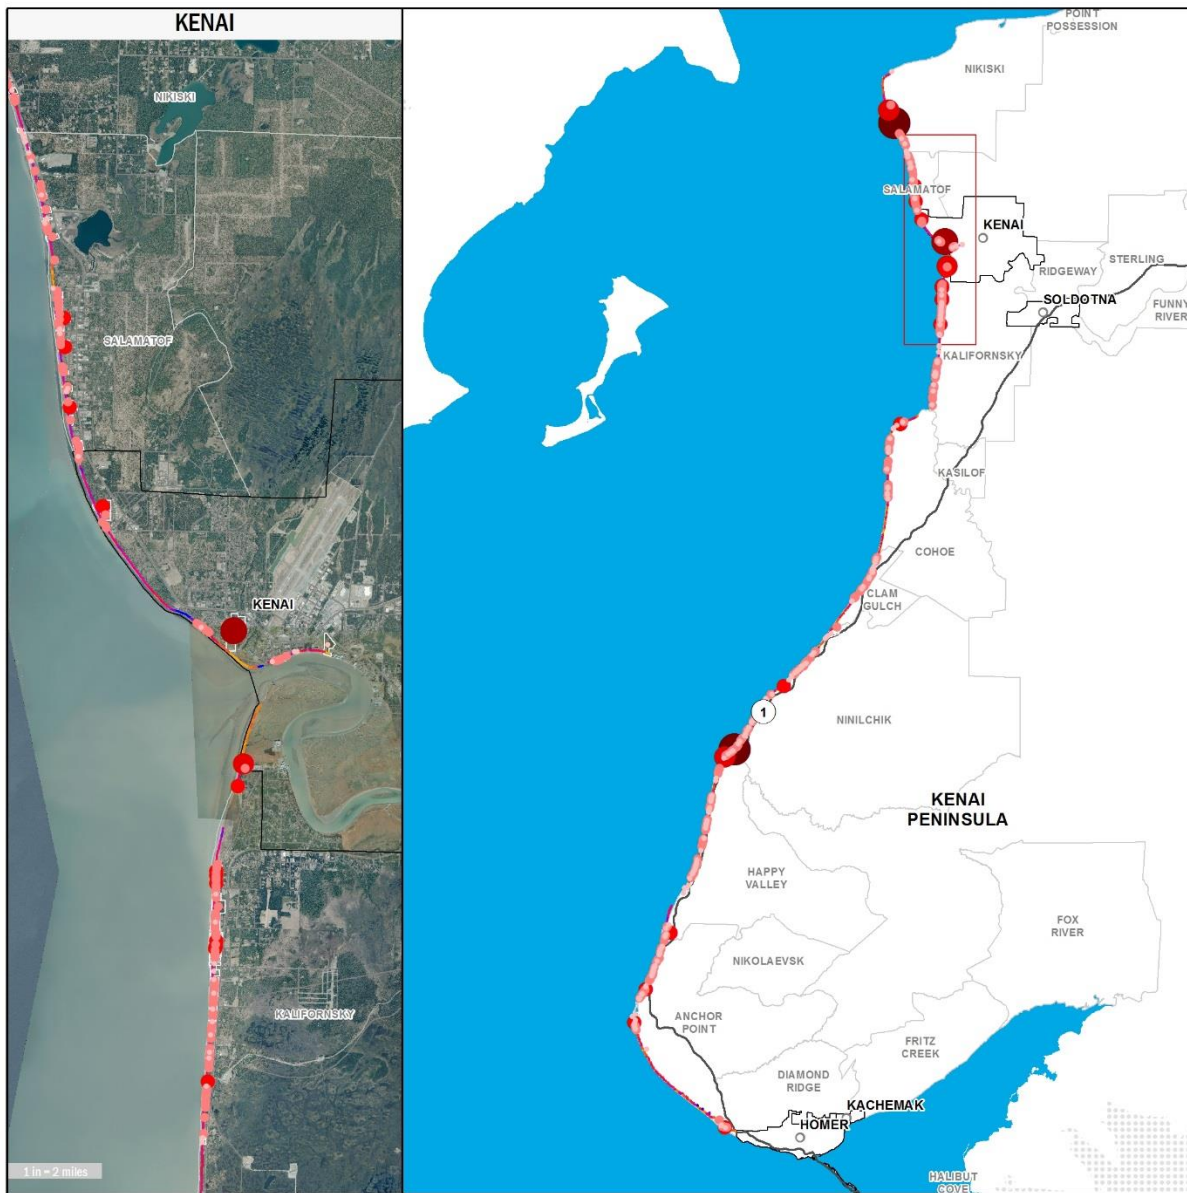 KENAI
NIKISKI
SALAMATOF
KENAI
KALIFORNSKY
1 in = 2 miles
POINT
POSSESSION
NIKISKI
SALAMATOF
KENAI
RIDGEWAY
STERLING
SOLDOTNA
FUNNY
RIVER
KALIFORNSKY
KASILOF
COHOE
CLAM
GULCH
1
NINILCHIK
KENAI
PENINSULA
HAPPY
VALLEY
FOX
RIVER
NIKOLAEVSK
ANCHOR
POINT
FRITZ
CREEK
DIAMOND
RIDGE
KACHEMAK
HOMER
HALIBUT
COVE